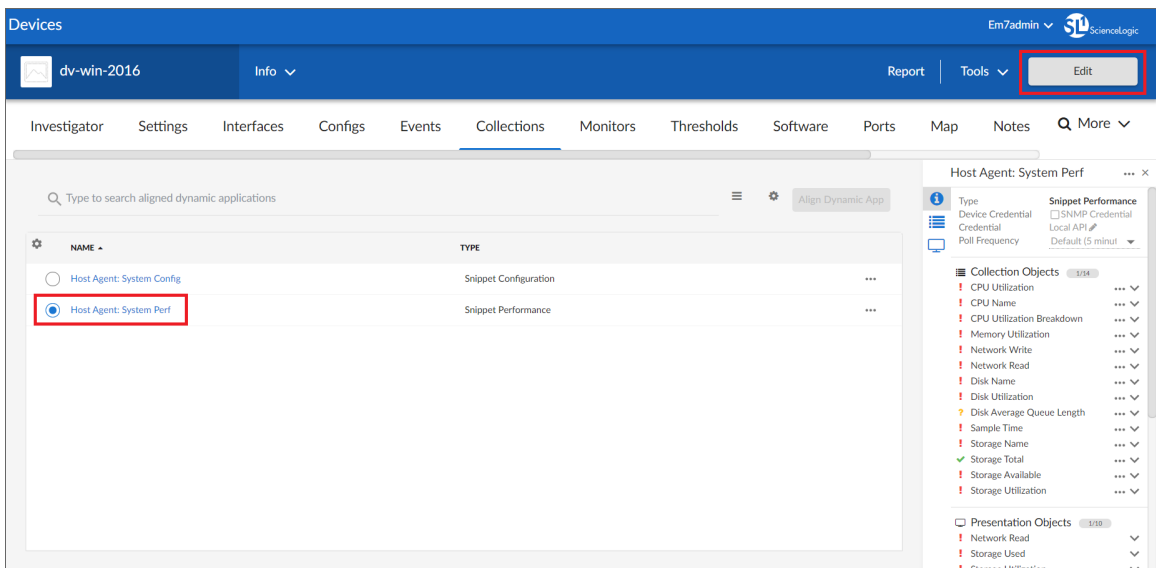 Devices
Em7admin
SL1 ScienceLogic
dv-win-2016
Info
Report
Tools
Edit
Investigator Settings Interfaces Configs Events Collections Monitors Thresholds Software Ports Map Notes More
Type to search aligned dynamic applications
Align Dynamic App
NAME TYPE
Host Agent: System Config Snippet Configuration
Host Agent: System Perf Snippet Performance
Host Agent: System Perf
Type Snippet Performance
Device Credential SNMP Credential
Credential Local API
Poll Frequency Default (5 minut
Collection Objects 1/14
CPU Utilization
CPU Name
CPU Utilization Breakdown
Memory Utilization
Network Write
Network Read
Disk Name
Disk Utilization
Disk Average Queue Length
Sample Time
Storage Name
Storage Total
Storage Available
Storage Utilization
Presentation Objects 1/10
Network Read
Storage Used